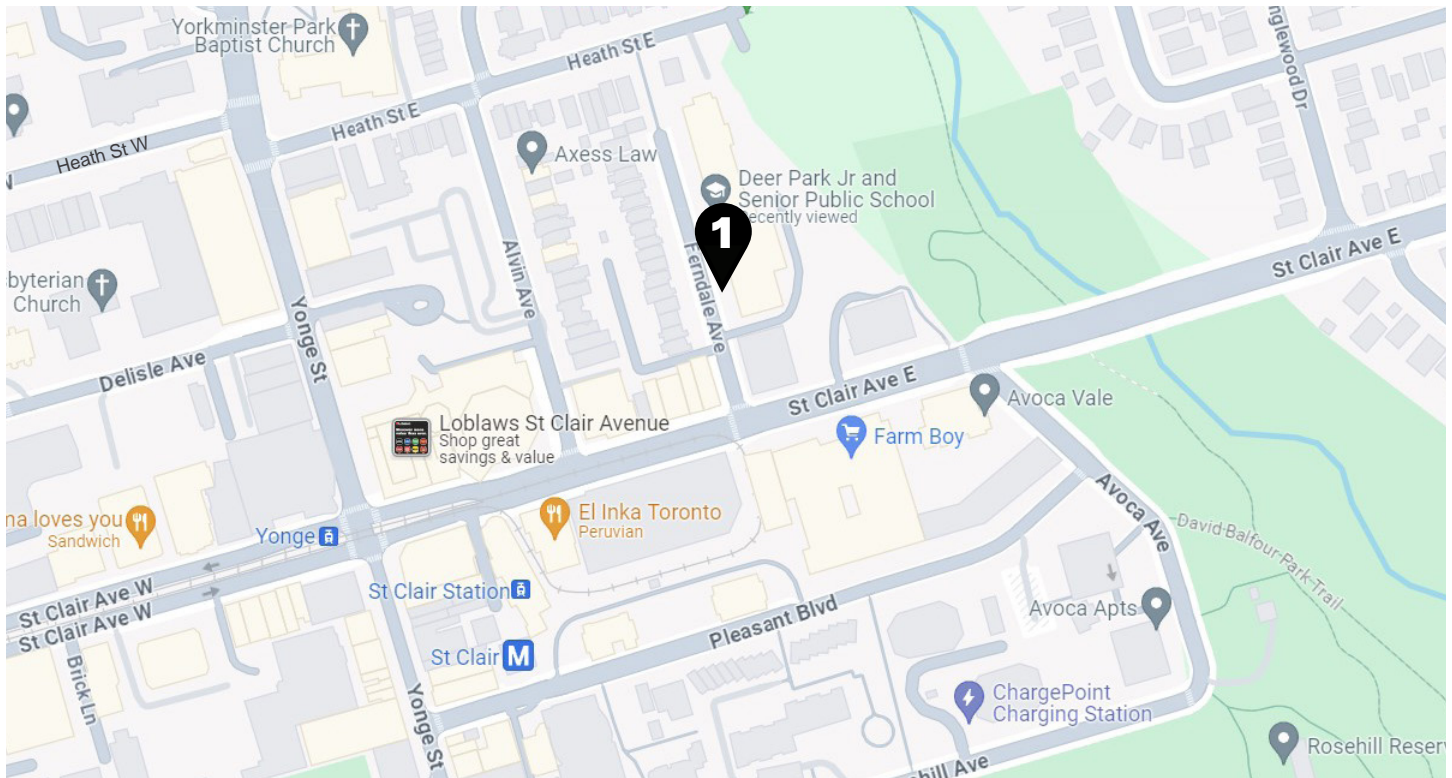 Yorkminster Park
Baptist Church
Heath St E
nglewood Dr
Heath St E
Heath St W
Axess Law
Deer Park Jr and
Senior Public School
ecently viewed
1
Ferndale Ave
Alvin Ave
St Clair Ave E
byterian
Church
Yonge St
Delisle Ave
St Clair Ave E
Avoca Vale
Loblaws St Clair Avenue
Shop great
savings & value
Farm Boy
Avoca Ave
na loves you
Sandwich
El Inka Toronto
Peruvian
Yonge
David Balfour Park Trail
St Clair Station
St Clair Ave W
St Clair Ave W
Avoca Apts
Pleasant Blvd
St Clair
M
Brick Ln
Yonge St
ChargePoint
Charging Station
Rosehill Reser
hill Ave